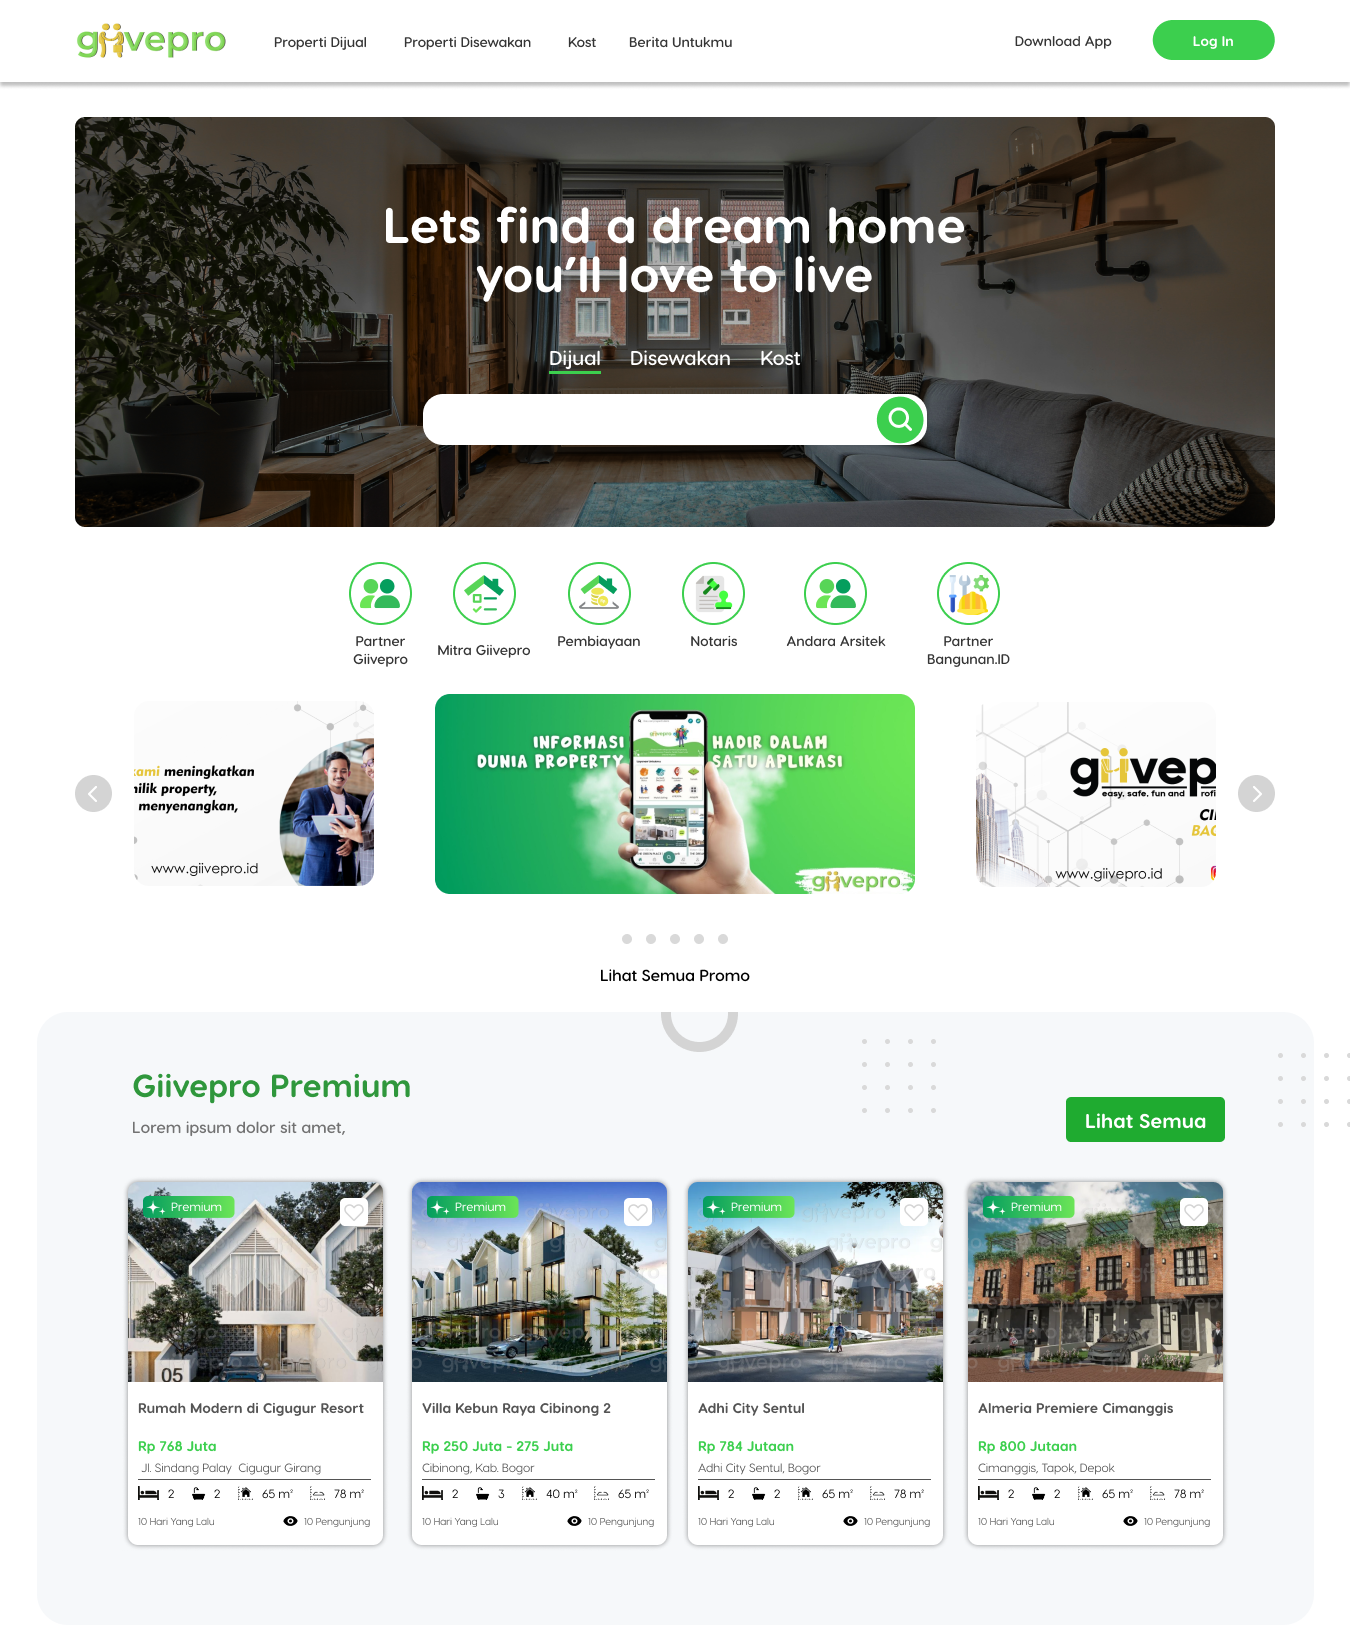 giivepro
Properti Dijual
Properti Disewakan
Kost
Berita Untukmu
Download App
Log In
Lets find a dream home
you'll love to live
Dijual
Disewakan
Kost
Partner
Giivepro
Mitra Giivepro
Pembiayaan
Notaris
Andara Arsitek
Partner
Bangunan.ID
ami meningkatkan
ilik property,
menyenangkan,
www.giivepro.id
INFORMASI
DUNIA PROPERTY
HADIR DALAM
SATU APLIKASI
giivepro
giivepro
giivep
easy, safe, fun and rofi
CI
BAC
www.giivepro.id
Lihat Semua Promo
Giivepro Premium
Lorem ipsum dolor sit amet,
Lihat Semua
Premium
05
Rumah Modern di Cigugur Resort
Rp 768 Juta
Jl. Sindang Palay Cigugur Girang
2 2 65 m² 78 m²
10 Hari Yang Lalu
10 Pengunjung
Premium
giivepro
Villa Kebun Raya Cibinong 2
Rp 250 Juta - 275 Juta
Cibinong, Kab. Bogor
2 3 40 m² 65 m²
10 Hari Yang Lalu
10 Pengunjung
Premium
giivepro
Adhi City Sentul
Rp 784 Jutaan
Adhi City Sentul, Bogor
2 2 65 m² 78 m²
10 Hari Yang Lalu
10 Pengunjung
Premium
giivepro
Almeria Premiere Cimanggis
Rp 800 Jutaan
Cimanggis, Tapok, Depok
2 2 65 m² 78 m²
10 Hari Yang Lalu
10 Pengunjung